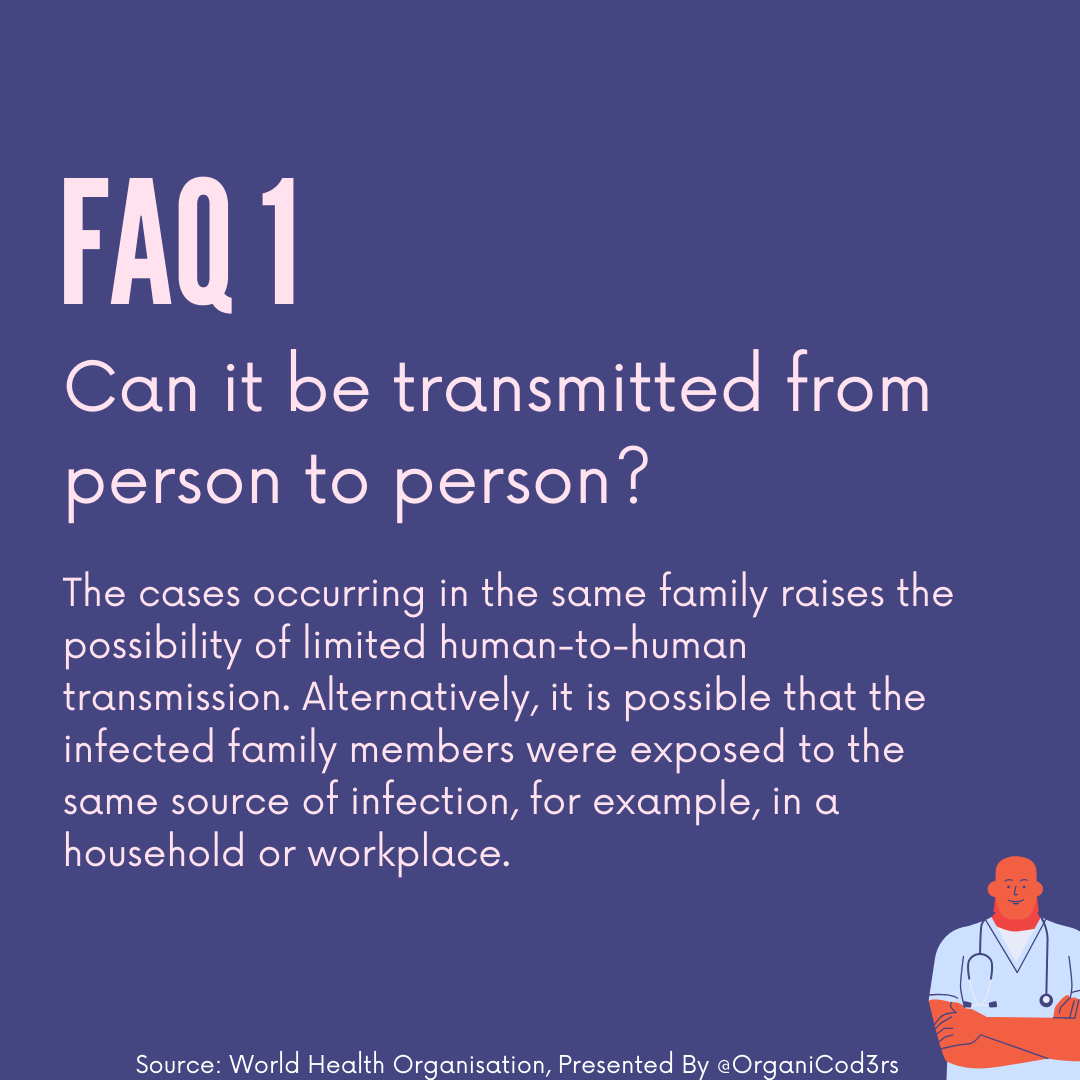 FAQ 1
Can it be transmitted from
person to person?
The cases occurring in the same family raises the
possibility of limited human-to-human
transmission. Alternatively, it is possible that the
infected family members were exposed to the
same source of infection, for example, in a
household or workplace.
Source: World Health Organisation, Presented By @OrganiCod3rs